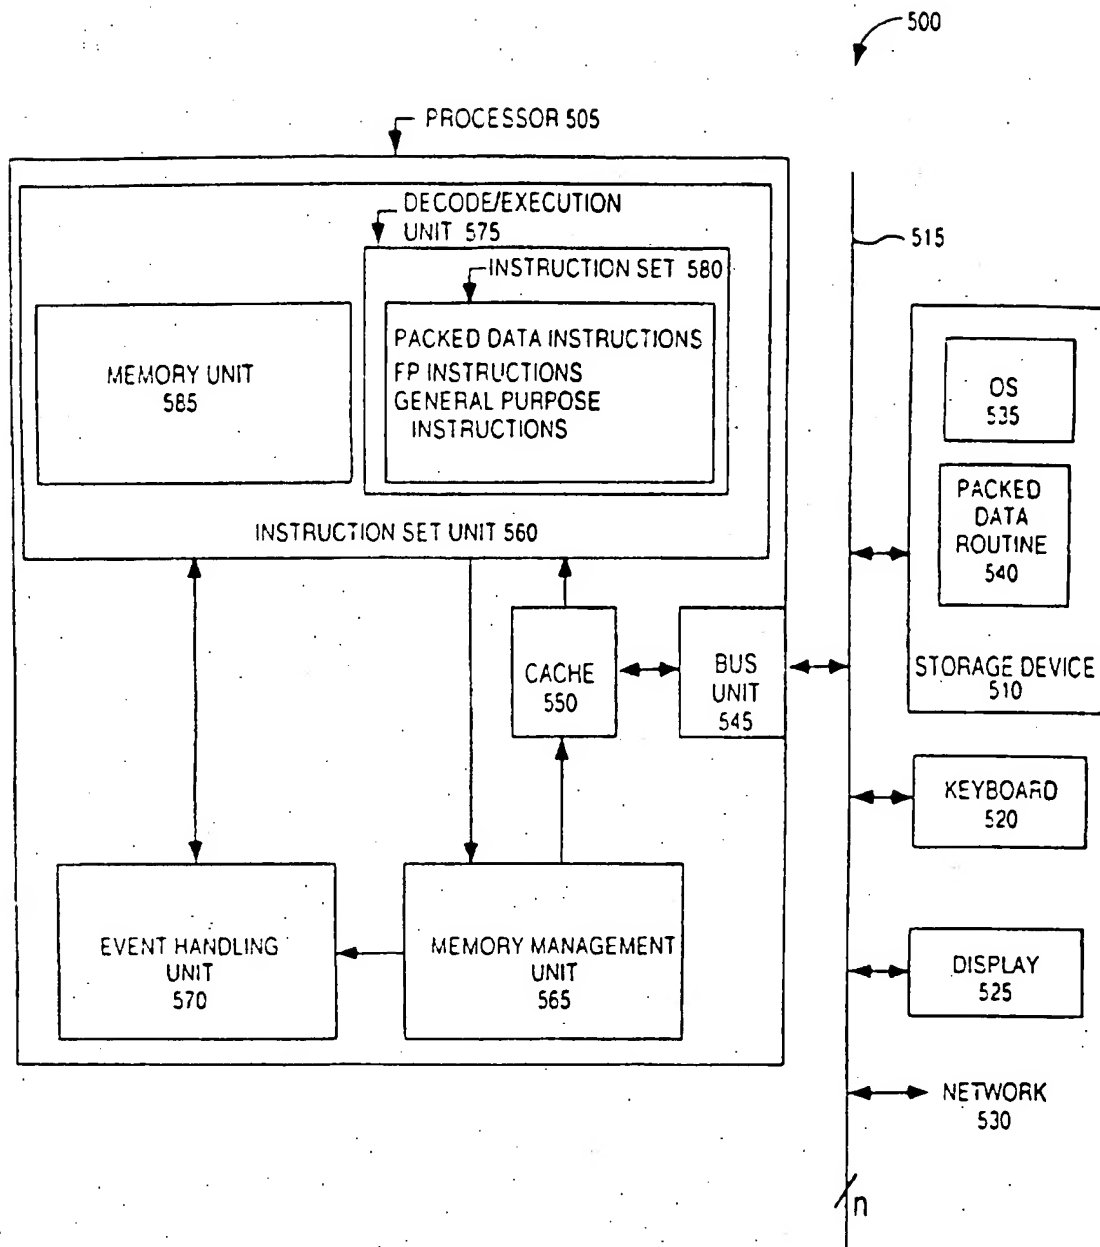 500
PROCESSOR 505
DECODE/EXECUTION
UNIT 575
INSTRUCTION SET 580
PACKED DATA INSTRUCTIONS
FP INSTRUCTIONS
GENERAL PURPOSE
INSTRUCTIONS
MEMORY UNIT
585
INSTRUCTION SET UNIT 560
515
OS
535
PACKED
DATA
ROUTINE
540
STORAGE DEVICE
510
CACHE
550
BUS
UNIT
545
KEYBOARD
520
EVENT HANDLING
UNIT
570
MEMORY MANAGEMENT
UNIT
565
DISPLAY
525
NETWORK
530
n